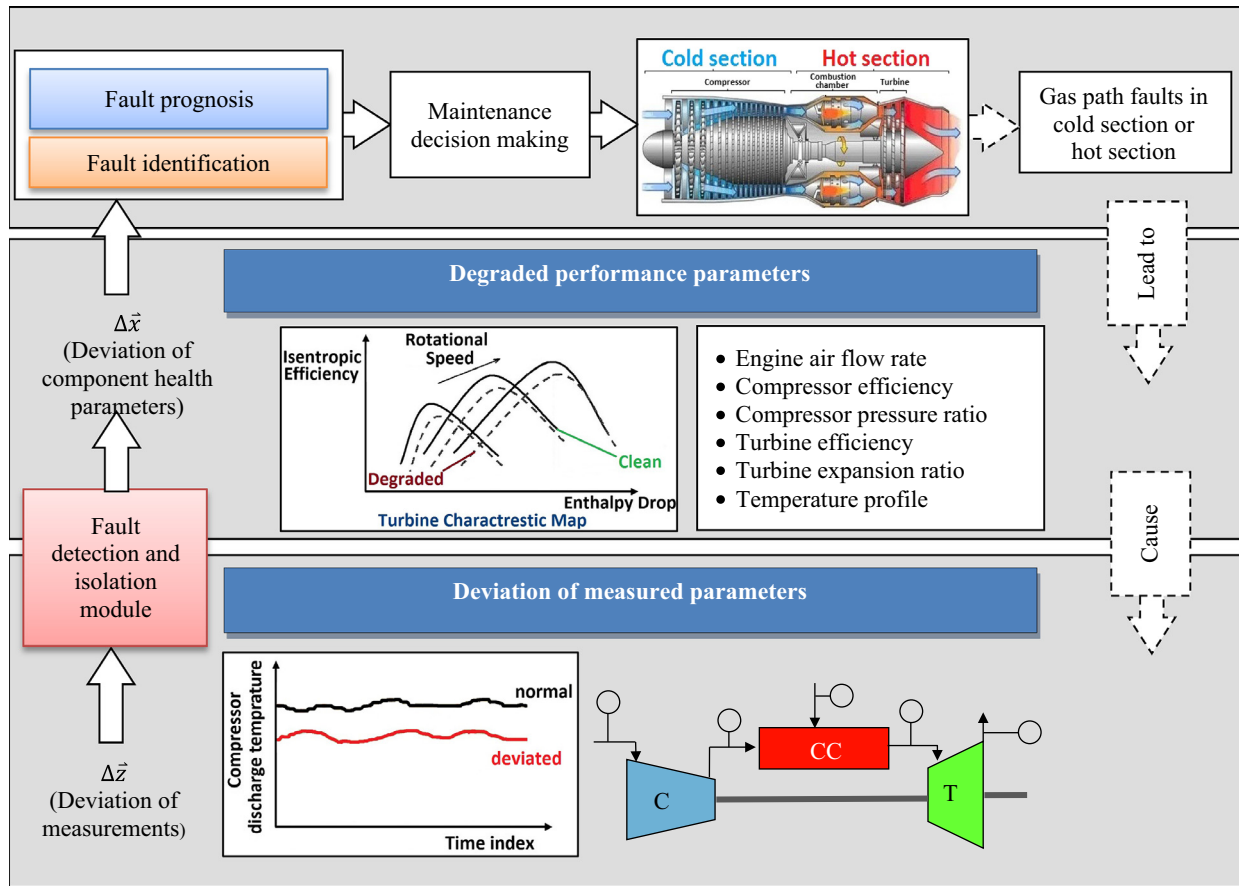 Fault prognosis
Fault identification
Maintenance
decision making
Cold section
Hot section
Compressor
Combustion
chamber
Turbine
Gas path faults in
cold section or
hot section
Lead to
Degraded performance parameters
Δx⃗
(Deviation of
component health
parameters)
Isentropic
Efficiency
Rotational
Speed
Clean
Degraded
Enthalpy Drop
Turbine Charactrestic Map
• Engine air flow rate
• Compressor efficiency
• Compressor pressure ratio
• Turbine efficiency
• Turbine expansion ratio
• Temperature profile
Cause
Fault
detection and
isolation
module
Deviation of measured parameters
Δz⃗
(Deviation of
measurements)
Compressor
discharge temprature
normal
deviated
Time index
C
CC
T